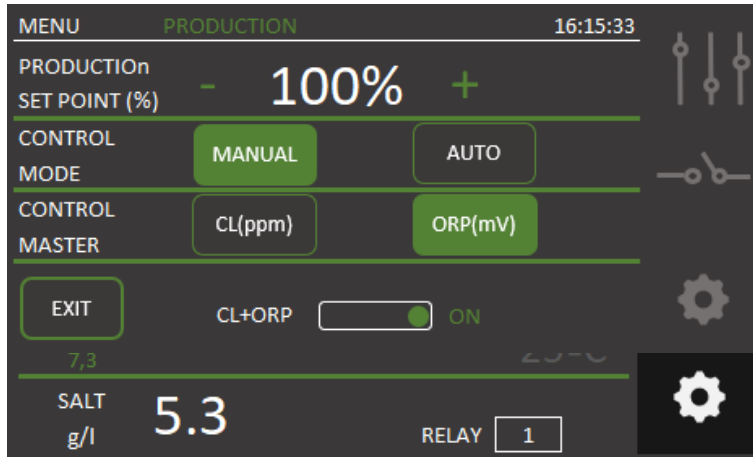 MENU PRODUCTION 16:15:33
PRODUCTIOn
SET POINT (%) - 100% +
CONTROL
MODE MANUAL AUTO
CONTROL
MASTER CL(ppm) ORP(mV)
EXIT CL+ORP ON
7,3
SALT
g/l 5.3 RELAY 1